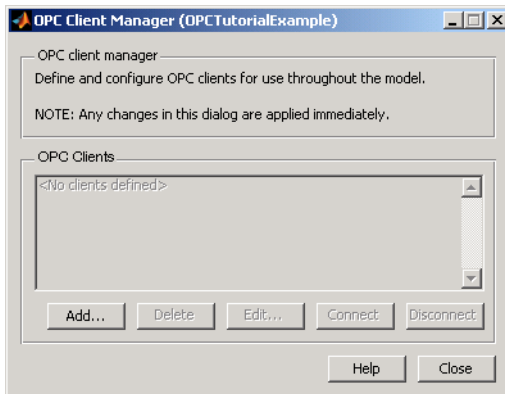 OPC Client Manager (OPCTutorialExample)
OPC client manager
Define and configure OPC clients for use throughout the model.
NOTE: Any changes in this dialog are applied immediately.
OPC Clients
<No clients defined>
Add... Delete Edit... Connect Disconnect
Help Close